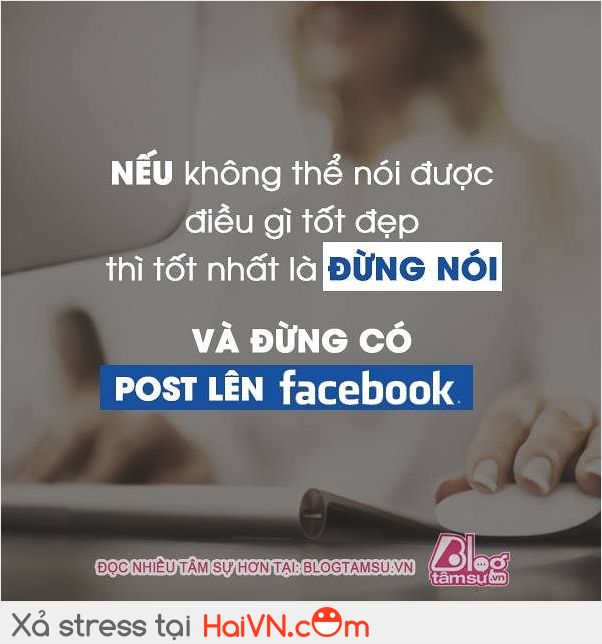 NẾU không thể nói được
điều gì tốt đẹp
thì tốt nhất là ĐỪNG NÓI
VÀ ĐỪNG CÓ
POST LÊN facebook.
ĐỌC NHIỀU TÂM SỰ HƠN TẠI: BLOGTAMSU.VN
Blog
tâmsự.vn
Xả stress tại HaiVN.com